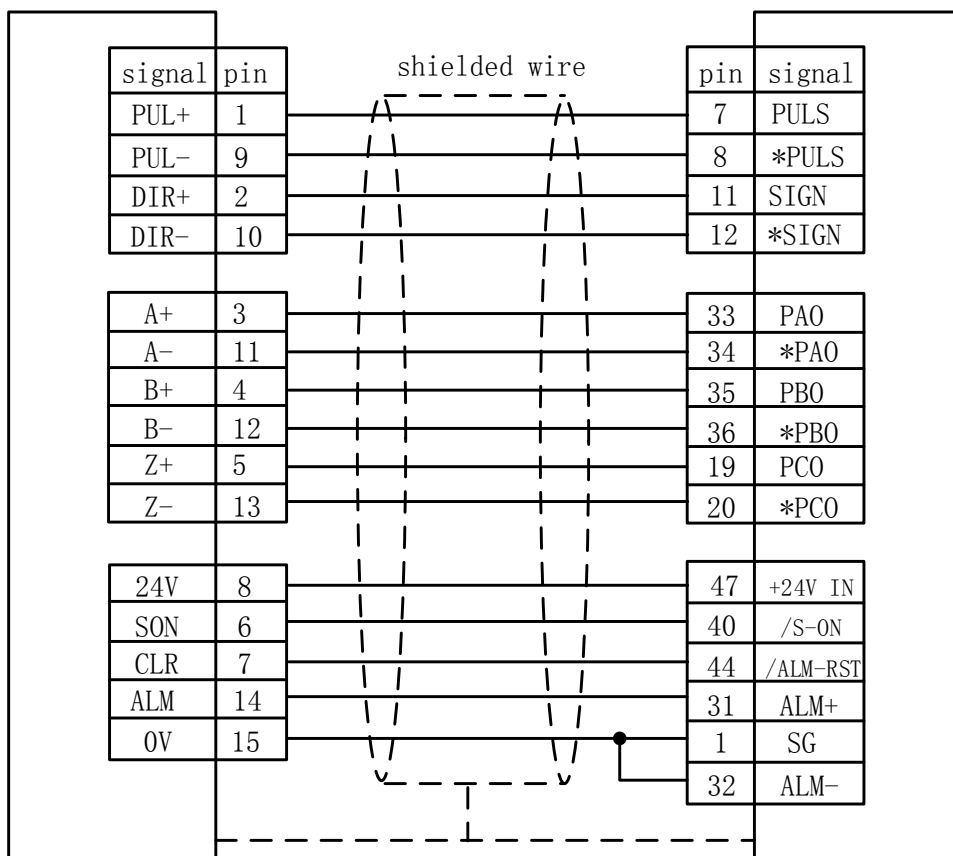 shielded wire
signal pin pin signal
PUL+ 1 7 PULS
PUL- 9 8 *PULS
DIR+ 2 11 SIGN
DIR- 10 12 *SIGN
A+ 3 33 PAO
A- 11 34 *PAO
B+ 4 35 PBO
B- 12 36 *PBO
Z+ 5 19 PCO
Z- 13 20 *PCO
24V 8 47 +24V IN
SON 6 40 /S-ON
CLR 7 44 /ALM-RST
ALM 14 31 ALM+
0V 15 1 SG
32 ALM-